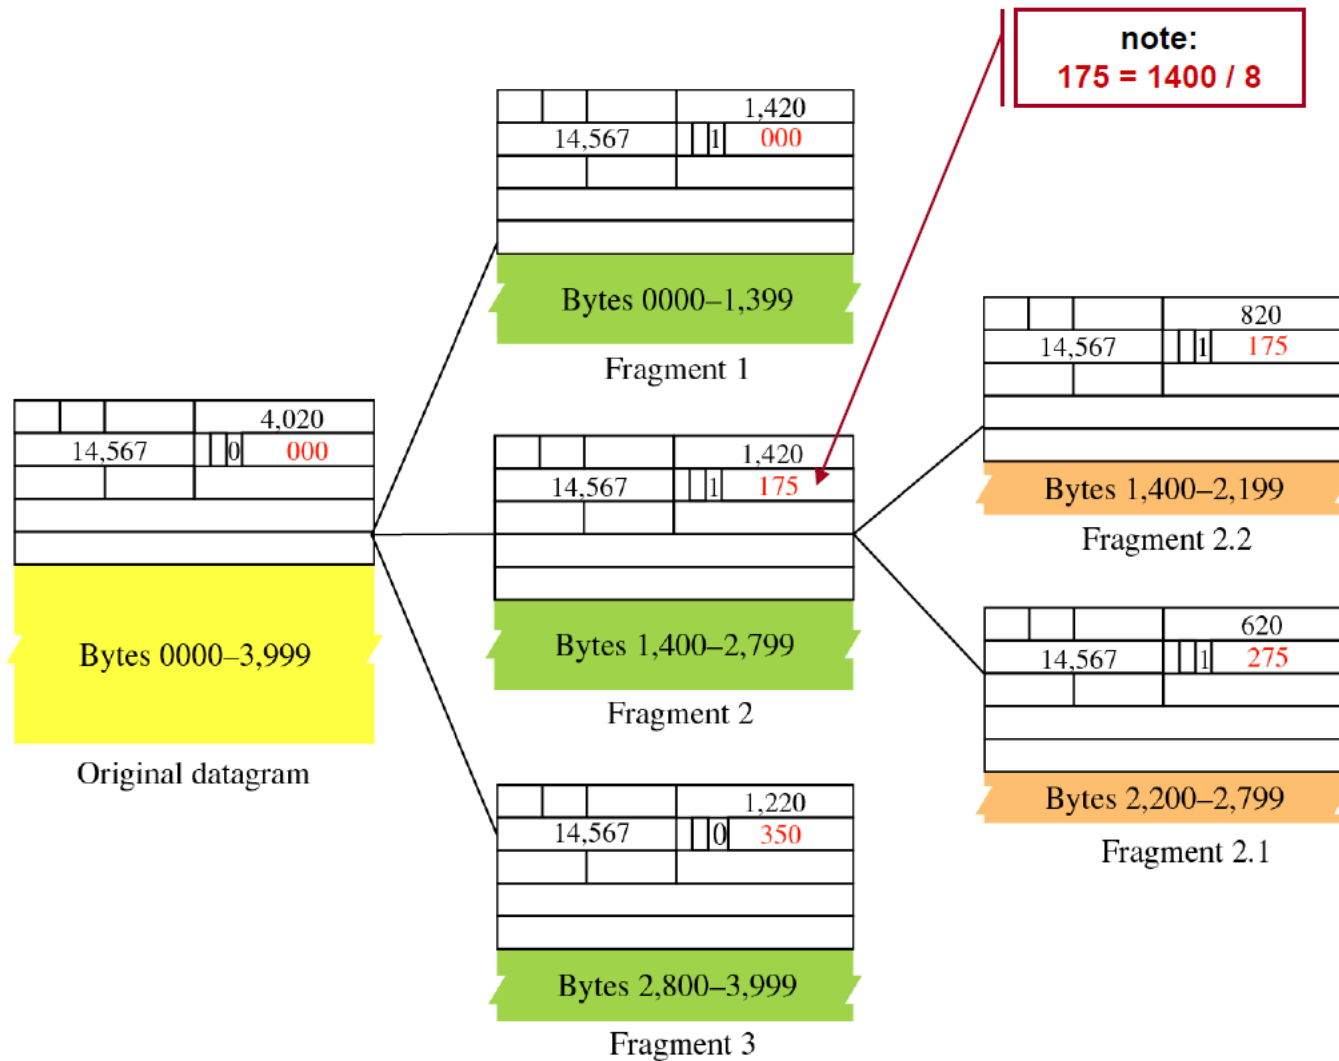 note:
175 = 1400 / 8
1,420
14,567 1 000
Bytes 0000–1,399
Fragment 1
4,020
14,567 0 000
Bytes 0000–3,999
Original datagram
1,420
14,567 1 175
Bytes 1,400–2,799
Fragment 2
1,220
14,567 0 350
Bytes 2,800–3,999
Fragment 3
820
14,567 1 175
Bytes 1,400–2,199
Fragment 2.2
620
14,567 1 275
Bytes 2,200–2,799
Fragment 2.1